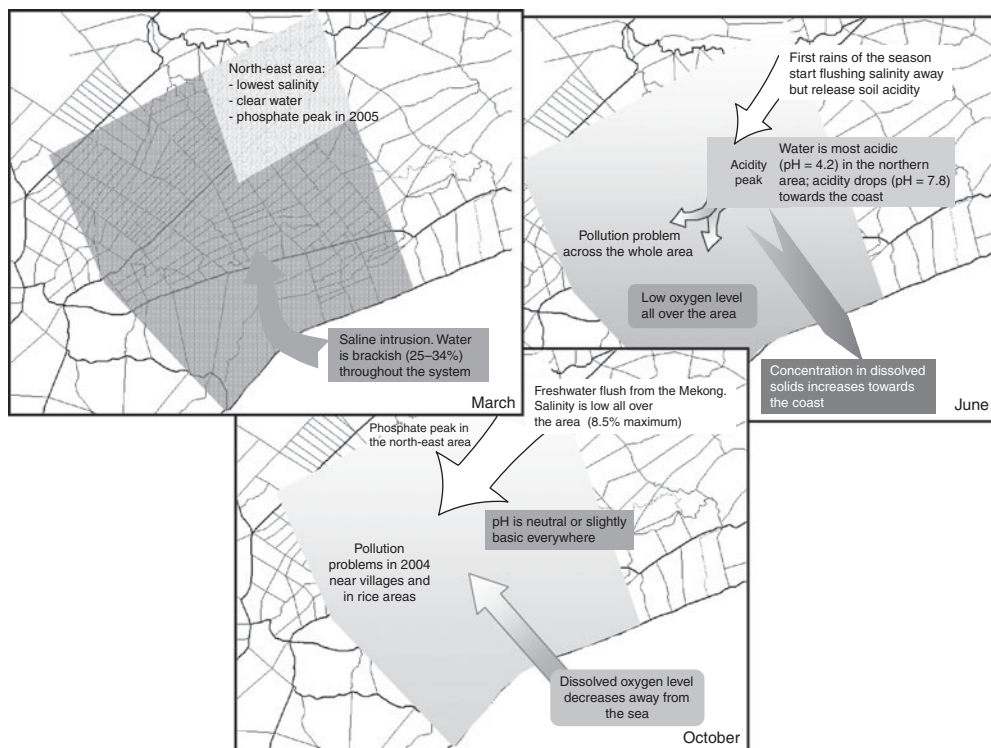 North-east area:
- lowest salinity
- clear water
- phosphate peak in 2005
Saline intrusion. Water
is brackish (25–34%)
throughout the system
March
First rains of the season
start flushing salinity away
but release soil acidity
Acidity
peak
Water is most acidic
(pH = 4.2) in the northern
area; acidity drops (pH = 7.8)
towards the coast
Pollution problem
across the whole area
Low oxygen level
all over the area
Concentration in dissolved
solids increases towards
the coast
June
Freshwater flush from the Mekong.
Salinity is low all over
the area (8.5% maximum)
Phosphate peak in
the north-east area
pH is neutral or slightly
basic everywhere
Pollution
problems in 2004
near villages and
in rice areas
Dissolved oxygen level
decreases away from
the sea
October